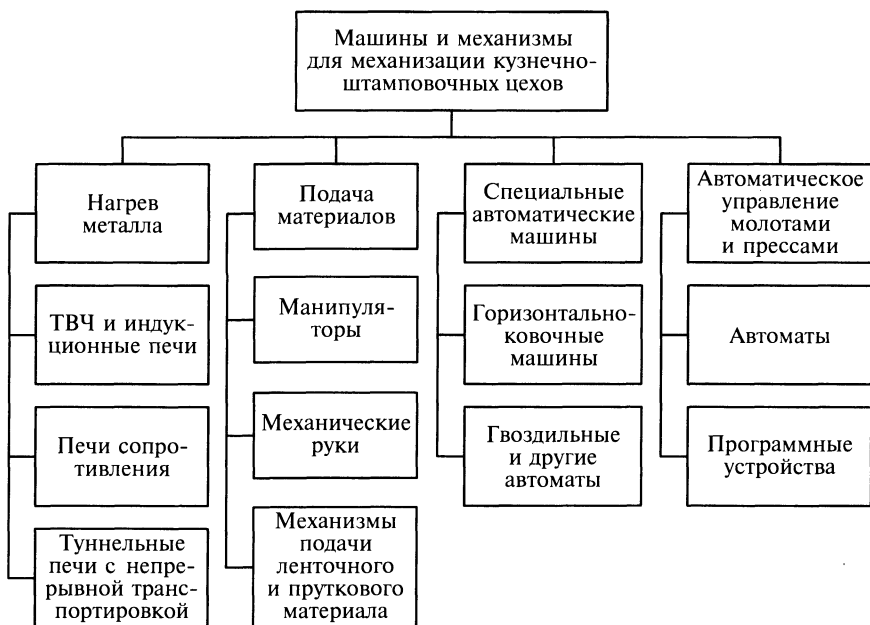 Машины и механизмы
для механизации кузнечно-
штамповочных цехов
Нагрев
металла
Подача
материалов
Специальные
автоматические
машины
Автоматическое
управление
молотами
и прессами
ТВЧ и индук-
ционные печи
Манипуля-
торы
Горизонтально-
ковочные
машины
Автоматы
Печи сопро-
тивления
Механические
руки
Гвоздильные
и другие
автоматы
Программные
устройства
Туннельные
печи с непре-
рывной транс-
портировкой
Механизмы
подачи
ленточного
и пруткового
материала